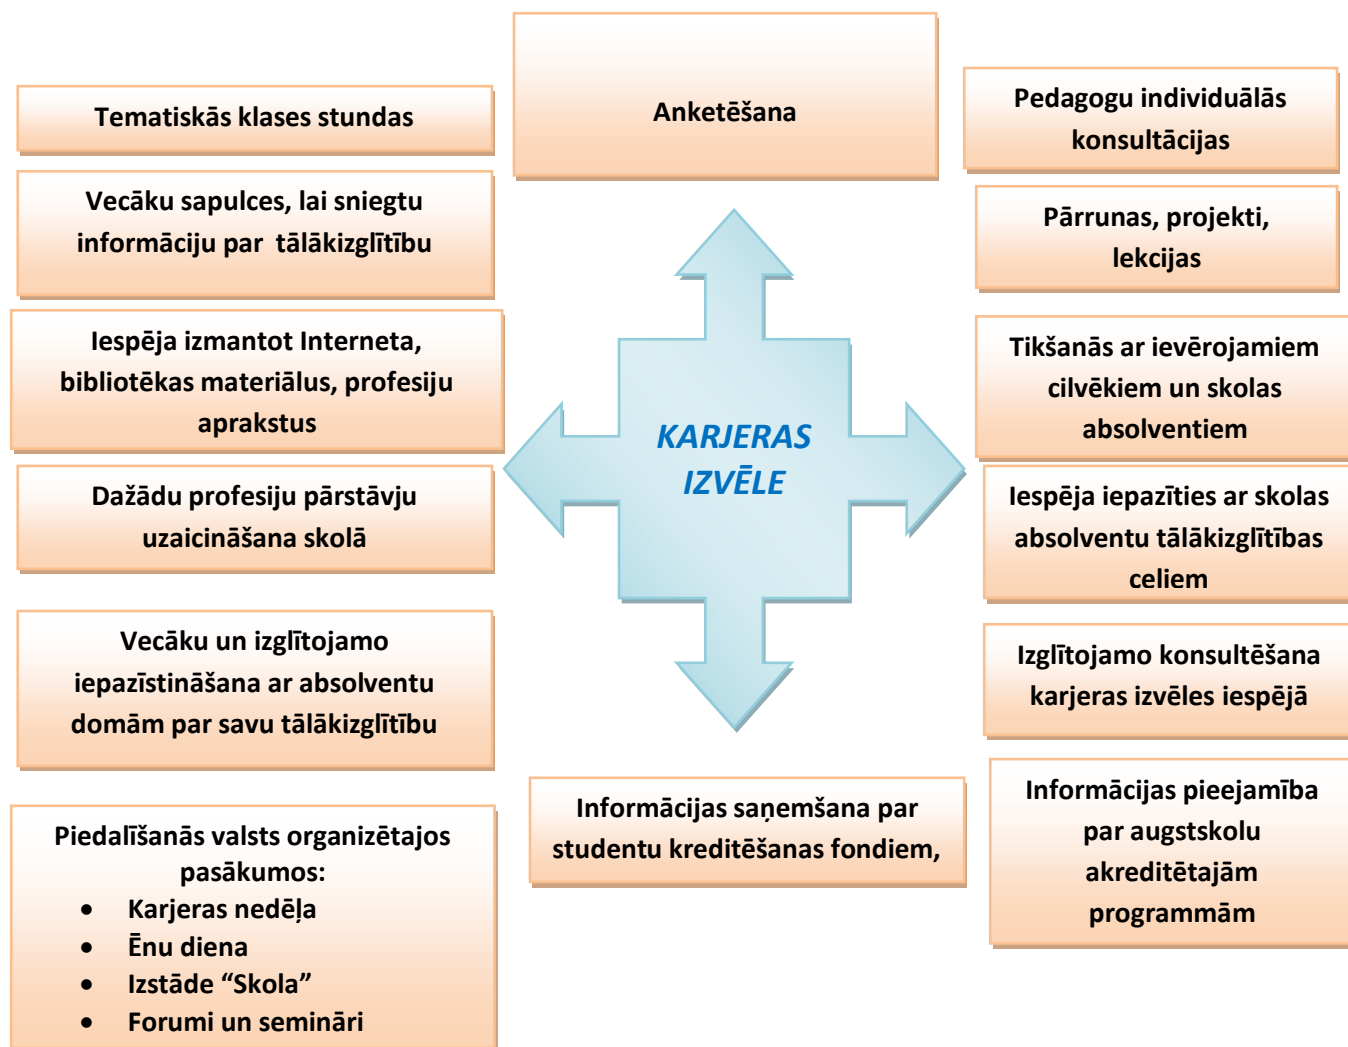 Anketēšana
Tematiskās klases stundas
Vecāku sapulces, lai sniegtu
informāciju par tālākizglītību
Iespēja izmantot Interneta,
bibliotēkas materiālus, profesiju
aprakstus
Dažādu profesiju pārstāvju
uzaicināšana skolā
Vecāku un izglītojamo
iepazīstināšana ar absolventu
domām par savu tālākizglītību
Piedalīšanās valsts organizētajos
pasākumos:
• Karjeras nedēļa
• Ēnu diena
• Izstāde “Skola”
• Forumi un semināri
KARJERAS
IZVĒLE
Informācijas saņemšana par
studentu kreditēšanas fondiem,
Pedagogu individuālās
konsultācijas
Pārrunas, projekti,
lekcijas
Tikšanās ar ievērojamiem
cilvēkiem un skolas
absolventiem
Iespēja iepazīties ar skolas
absolventu tālākizglītības
celiem
Izglītojamo konsultēšana
karjeras izvēles iespējā
Informācijas pieejamība
par augstskolu
akreditētajām
programmām